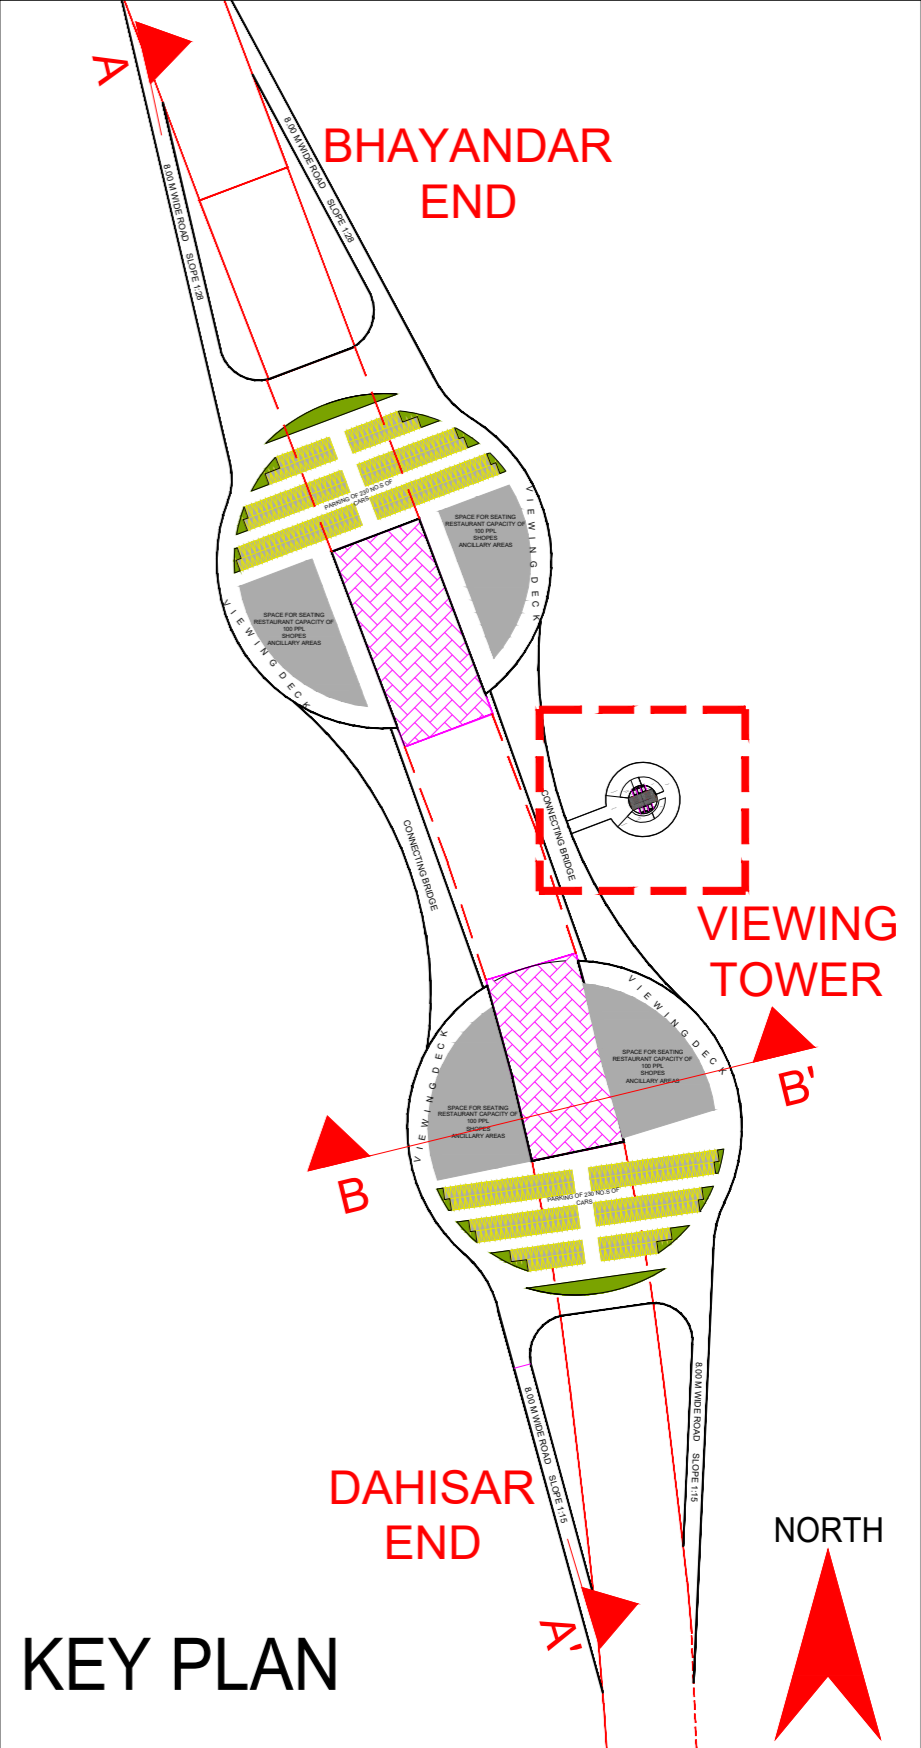 A
8.00 M WIDE ROAD SLOPE 1:28
8.00 M WIDE ROAD SLOPE 1:28
BHAYANDAR
END
PARKING OF 230 NO.S OF
CARS
SPACE FOR SEATING
RESTAURANT CAPACITY OF
100 PPL
SHOPES
ANCILLARY AREAS
VIEWING DECK
SPACE FOR SEATING
RESTAURANT CAPACITY OF
100 PPL
SHOPES
ANCILLARY AREAS
VIEWING DECK
CONNECTING BRIDGE
CONNECTING BRIDGE
VIEWING
TOWER
VIEWING DECK
SPACE FOR SEATING
RESTAURANT CAPACITY OF
100 PPL
SHOPES
ANCILLARY AREAS
B'
VIEWING DECK
SPACE FOR SEATING
RESTAURANT CAPACITY OF
100 PPL
SHOPES
ANCILLARY AREAS
B
PARKING OF 230 NO.S OF
CARS
8.00 M WIDE ROAD SLOPE 1:15
8.00 M WIDE ROAD SLOPE 1:15
DAHISAR
END
A'
NORTH
KEY PLAN